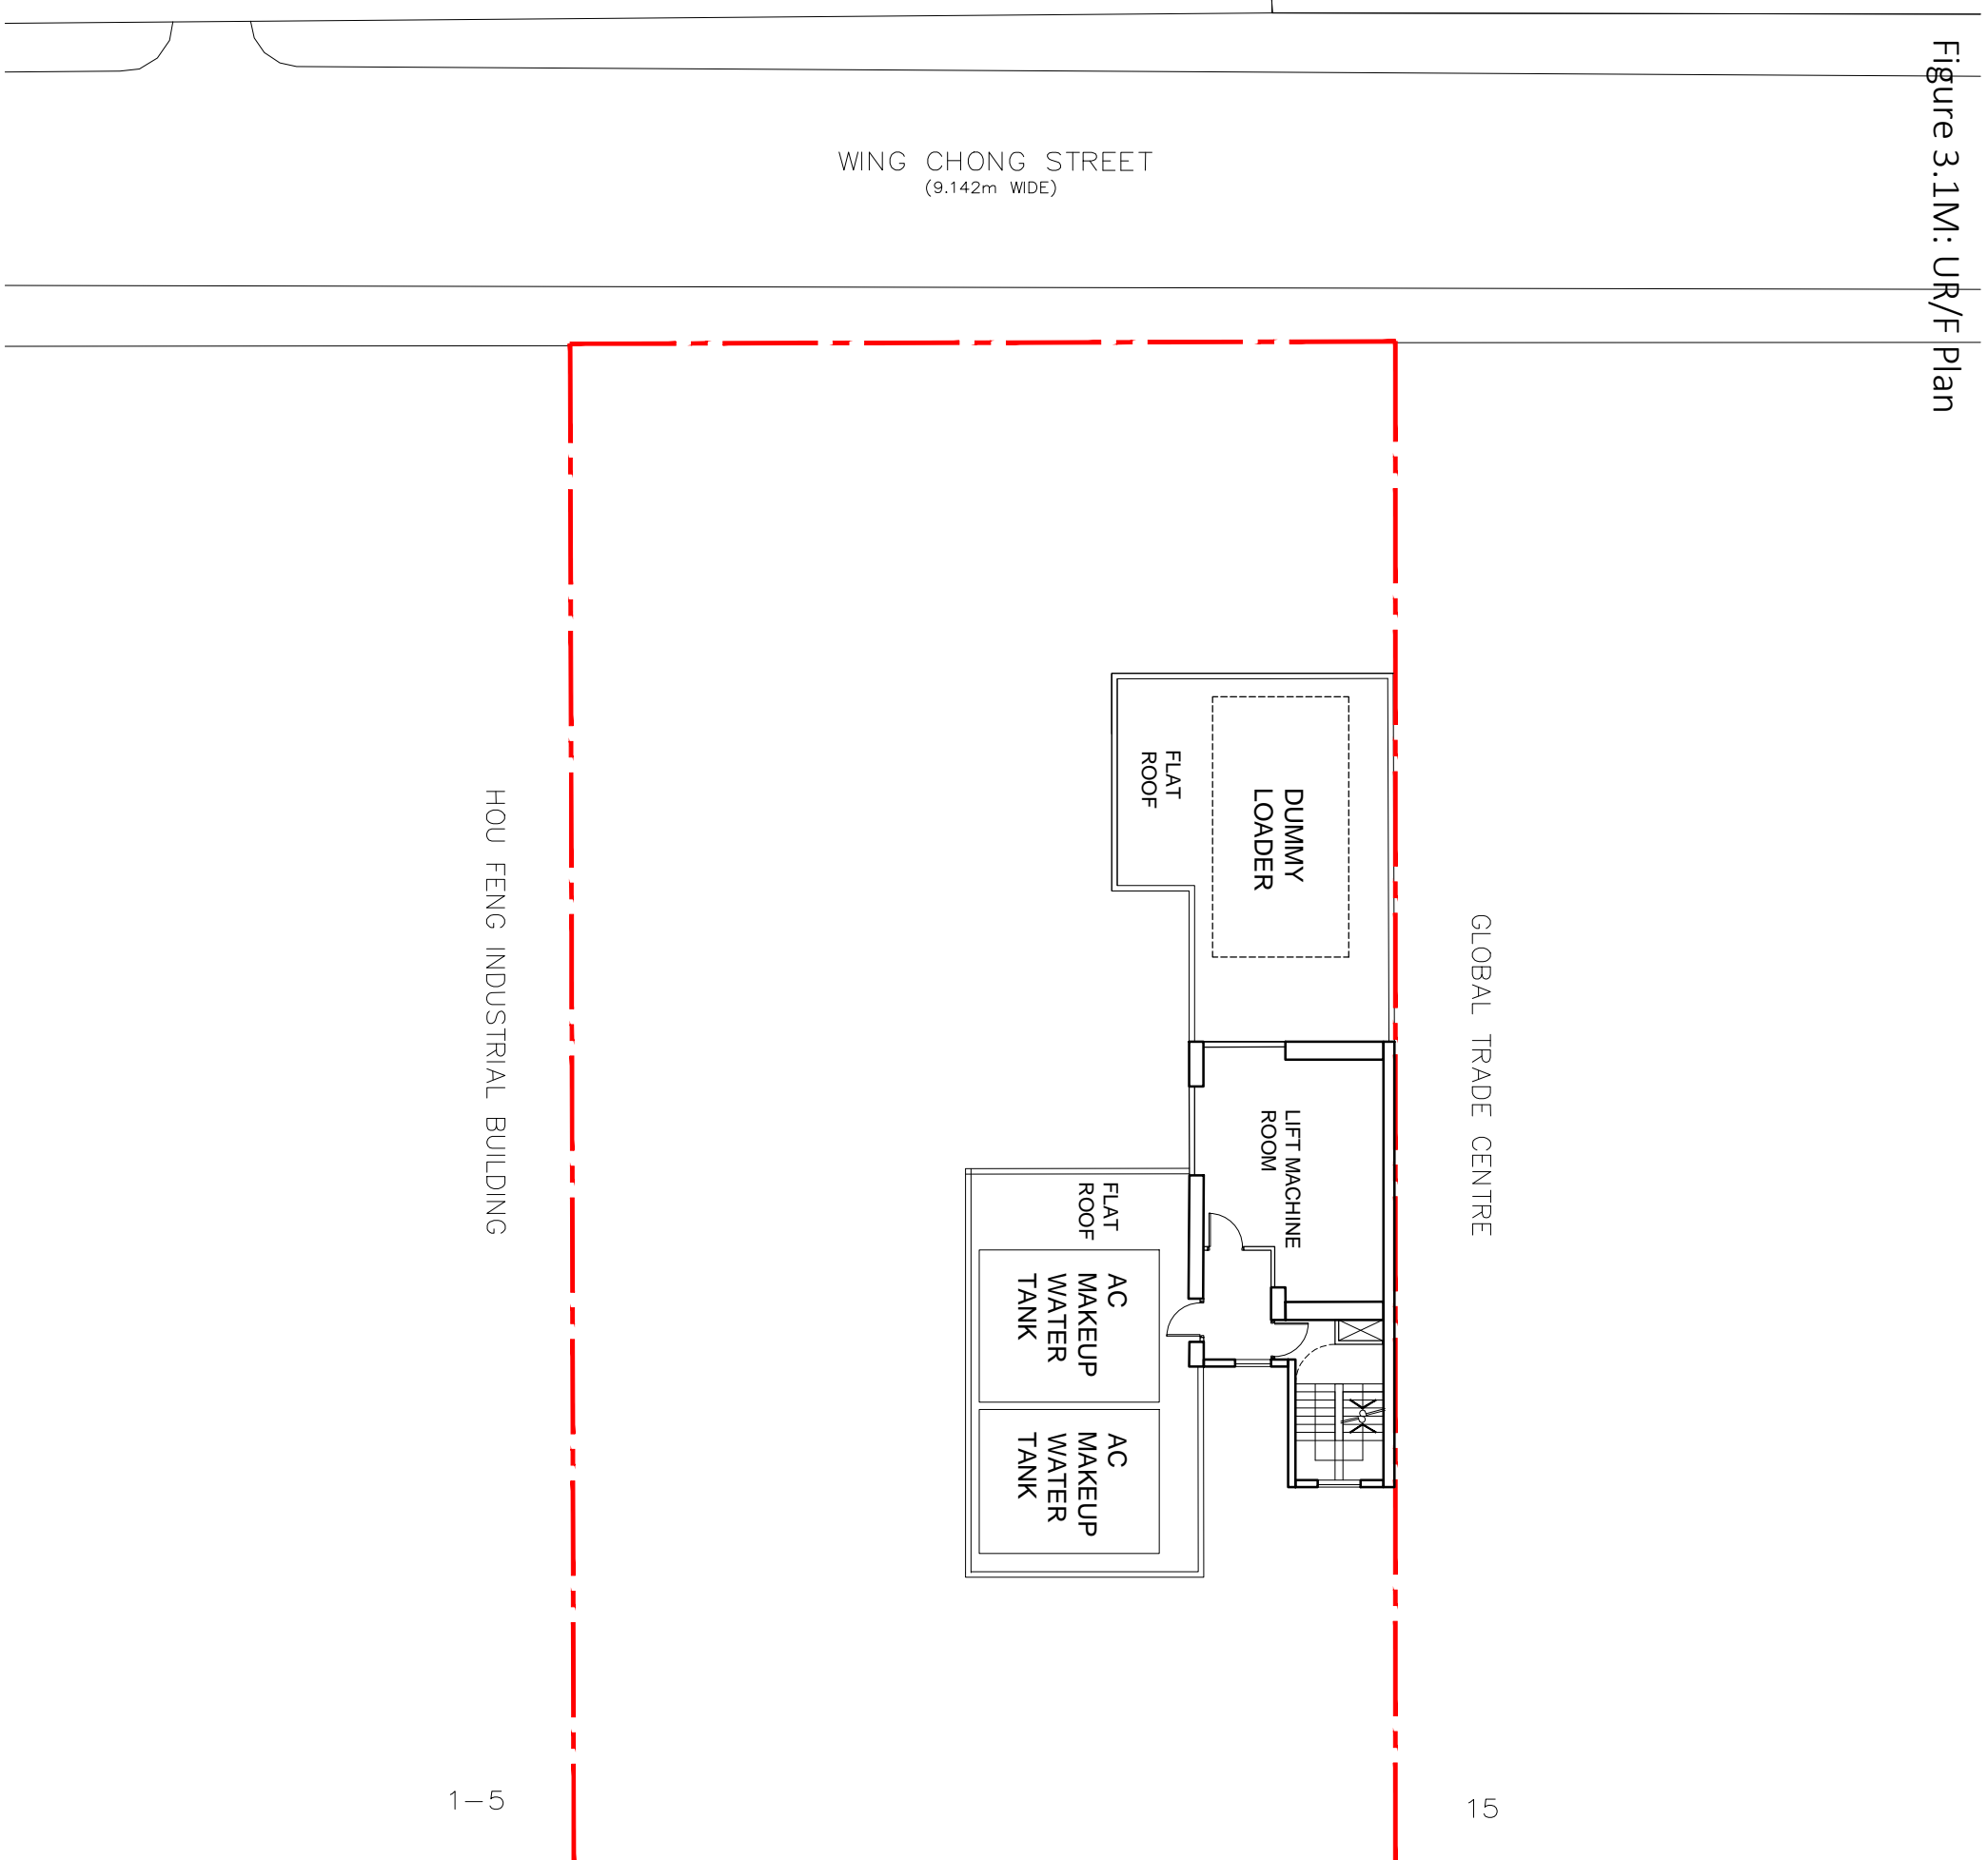 Figure 3.1M: UR/F Plan
WING CHONG STREET
(9.142m WIDE)
FLAT
ROOF
DUMMY
LOADER
HOU FENG INDUSTRIAL BUILDING
GLOBAL TRADE CENTRE
LIFT MACHINE
ROOM
FLAT
ROOF
AC
MAKEUP
WATER
TANK
AC
MAKEUP
WATER
TANK
1-5
15